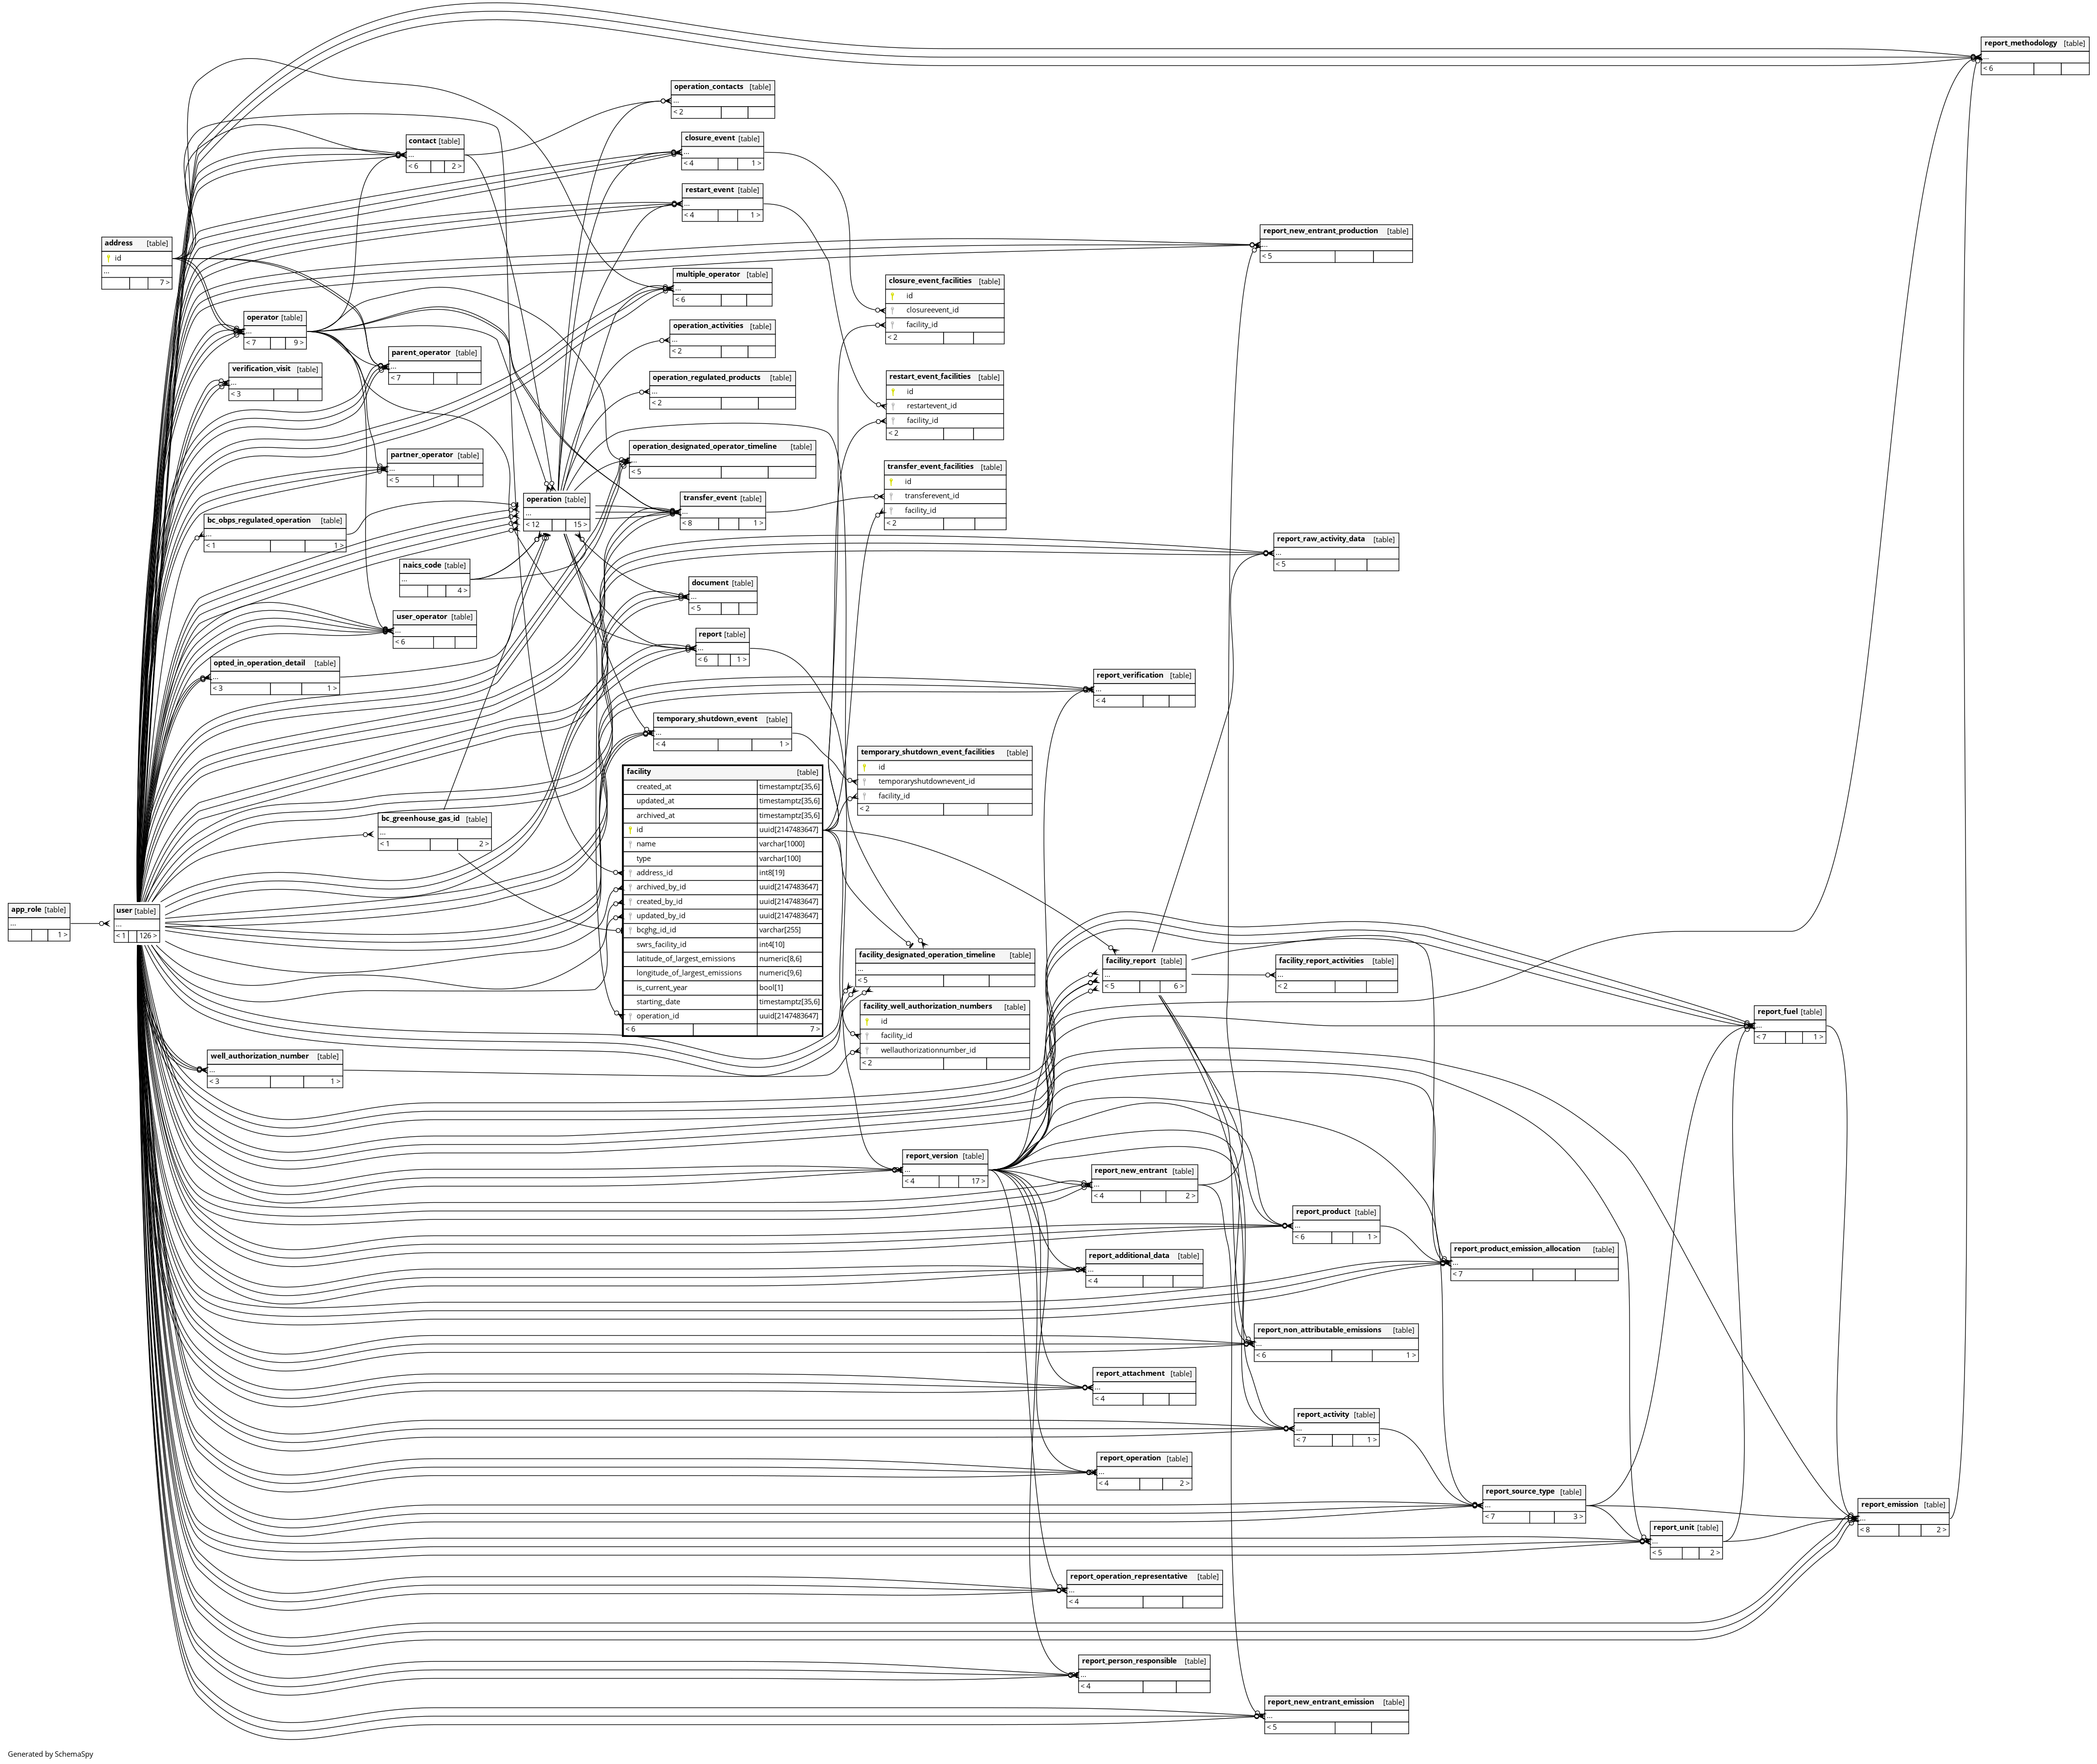 report_methodology [table]
...
< 6
operation_contacts [table]
...
< 2
contact [table]
...
< 6 2 >
closure_event [table]
...
< 4 1 >
restart_event [table]
...
< 4 1 >
address [table]
id
...
7 >
report_new_entrant_production [table]
...
< 5
multiple_operator [table]
...
< 6
closure_event_facilities [table]
id
closureevent_id
facility_id
< 2
operator [table]
...
< 7 9 >
operation_activities [table]
...
< 2
parent_operator [table]
...
< 7
verification_visit [table]
...
< 3
operation_regulated_products [table]
...
< 2
restart_event_facilities [table]
id
restartevent_id
facility_id
< 2
operation_designated_operator_timeline [table]
...
< 5
partner_operator [table]
...
< 5
transfer_event_facilities [table]
id
transferevent_id
facility_id
< 2
operation [table]
...
< 12 15 >
transfer_event [table]
...
< 8 1 >
bc_obps_regulated_operation [table]
...
< 1 1 >
report_raw_activity_data [table]
...
< 5
naics_code [table]
...
4 >
document [table]
...
< 5
user_operator [table]
...
< 6
report [table]
...
< 6 1 >
opted_in_operation_detail [table]
...
< 3 1 >
report_verification [table]
...
< 4
temporary_shutdown_event [table]
...
< 4 1 >
temporary_shutdown_event_facilities [table]
id
temporaryshutdownevent_id
facility_id
< 2
facility [table]
created_at timestamptz[35,6]
updated_at timestamptz[35,6]
archived_at timestamptz[35,6]
id uuid[2147483647]
name varchar[1000]
type varchar[100]
address_id int8[19]
archived_by_id uuid[2147483647]
created_by_id uuid[2147483647]
updated_by_id uuid[2147483647]
bcghg_id_id varchar[255]
swrs_facility_id int4[10]
latitude_of_largest_emissions numeric[8,6]
longitude_of_largest_emissions numeric[9,6]
is_current_year bool[1]
starting_date timestamptz[35,6]
operation_id uuid[2147483647]
< 6 7 >
bc_greenhouse_gas_id [table]
...
< 1 2 >
app_role [table]
...
1 >
user [table]
...
< 1 126 >
facility_designated_operation_timeline [table]
...
< 5
facility_report [table]
...
< 5 6 >
facility_report_activities [table]
...
< 2
facility_well_authorization_numbers [table]
id
facility_id
wellauthorizationnumber_id
< 2
report_fuel [table]
...
< 7 1 >
well_authorization_number [table]
...
< 3 1 >
report_version [table]
...
< 4 17 >
report_new_entrant [table]
...
< 4 2 >
report_product [table]
...
< 6 1 >
report_additional_data [table]
...
< 4
report_product_emission_allocation [table]
...
< 7
report_non_attributable_emissions [table]
...
< 6 1 >
report_attachment [table]
...
< 4
report_activity [table]
...
< 7 1 >
report_operation [table]
...
< 4 2 >
report_source_type [table]
...
< 7 3 >
report_emission [table]
...
< 8 2 >
report_unit [table]
...
< 5 2 >
report_operation_representative [table]
...
< 4
report_person_responsible [table]
...
< 4
report_new_entrant_emission [table]
...
< 5
Generated by SchemaSpy